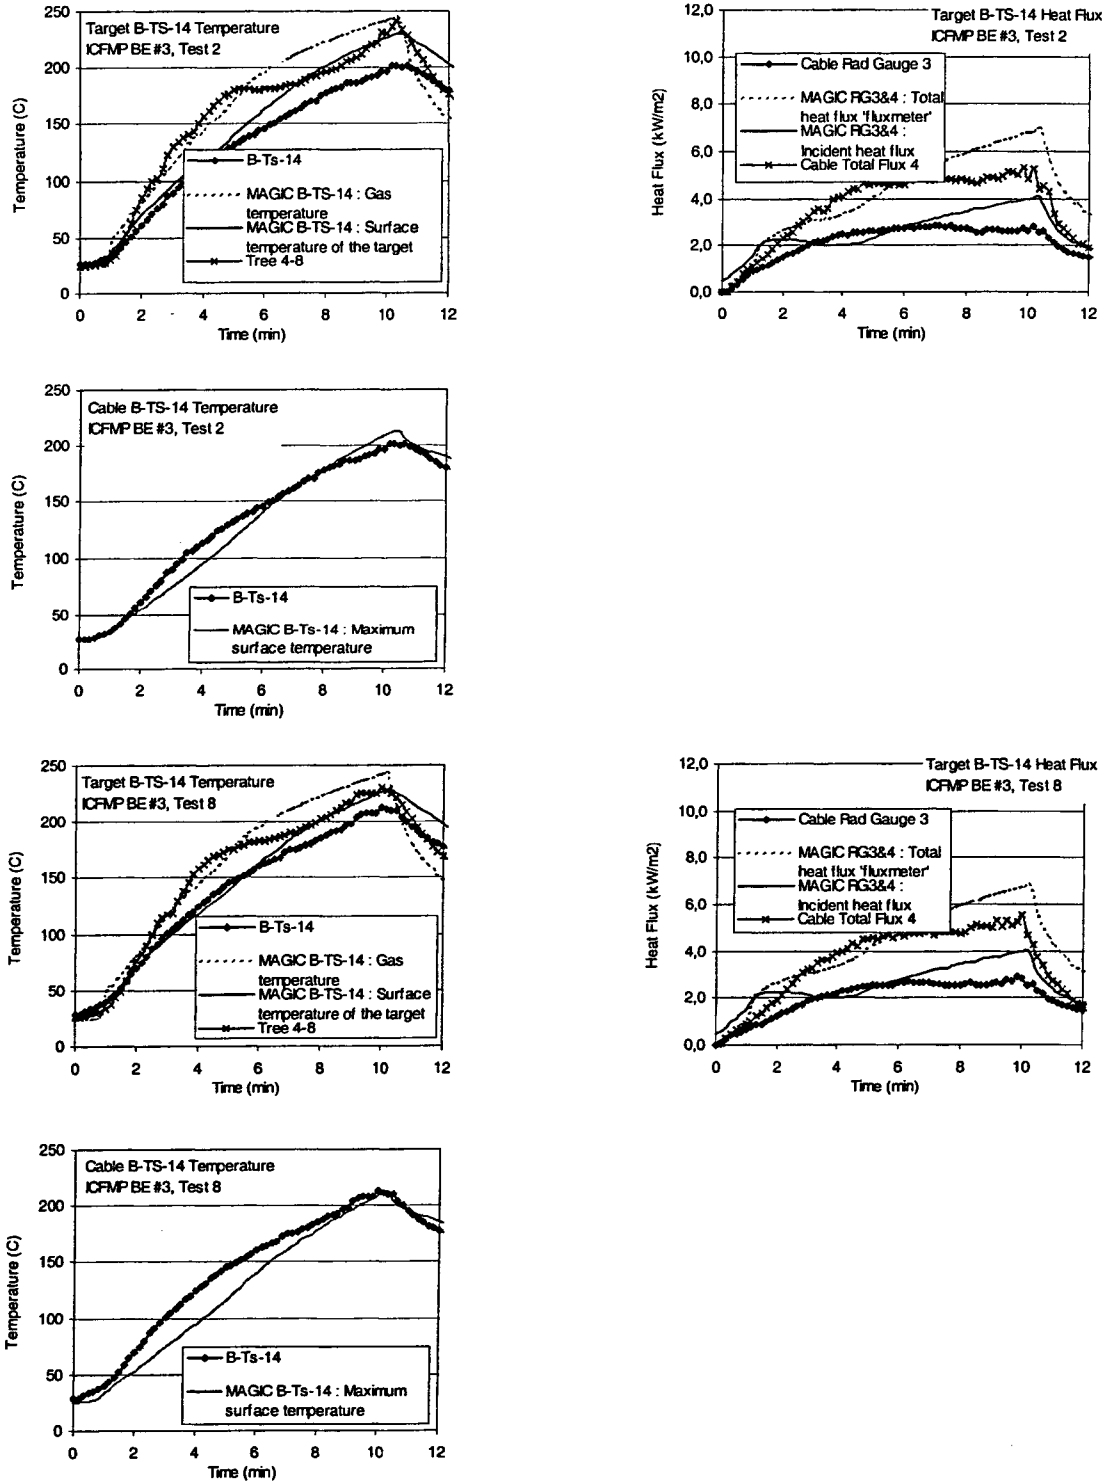 Target B-TS-14 Temperature
ICFMP BE #3, Test 2
Temperature (C)
250
200
150
100
50
0
B-Ts-14
MAGIC B-TS-14 : Gas
temperature
MAGIC B-TS-14 : Surface
temperature of the target
Tree 4-8
0 2 4 6 8 10 12
Time (min)
Target B-TS-14 Heat Flux
ICFMP BE #3, Test 2
Heat Flux (kW/m2)
12,0
10,0
8,0
6,0
4,0
2,0
0,0
Cable Rad Gauge 3
MAGIC RG3&4 : Total
heat flux 'fluxmeter'
MAGIC RG3&4 :
Incident heat flux
Cable Total Flux 4
0 2 4 6 8 10 12
Time (min)
Cable B-TS-14 Temperature
ICFMP BE #3, Test 2
Temperature (C)
250
200
150
100
50
0
B-Ts-14
MAGIC B-Ts-14 : Maximum
surface temperature
0 2 4 6 8 10 12
Time (min)
Target B-TS-14 Temperature
ICFMP BE #3, Test 8
Temperature (C)
250
200
150
100
50
0
B-Ts-14
MAGIC B-TS-14 : Gas
temperature
MAGIC B-TS-14 : Surface
temperature of the target
Tree 4-8
0 2 4 6 8 10 12
Time (min)
Target B-TS-14 Heat Flux
ICFMP BE #3, Test 8
Heat Flux (kW/m2)
12,0
10,0
8,0
6,0
4,0
2,0
0,0
Cable Rad Gauge 3
MAGIC RG3&4 : Total
heat flux 'fluxmeter'
MAGIC RG3&4 :
Incident heat flux
Cable Total Flux 4
0 2 4 6 8 10 12
Time (min)
Cable B-TS-14 Temperature
ICFMP BE #3, Test 8
Temperature (C)
250
200
150
100
50
0
B-Ts-14
MAGIC B-Ts-14 : Maximum
surface temperature
0 2 4 6 8 10 12
Time (min)